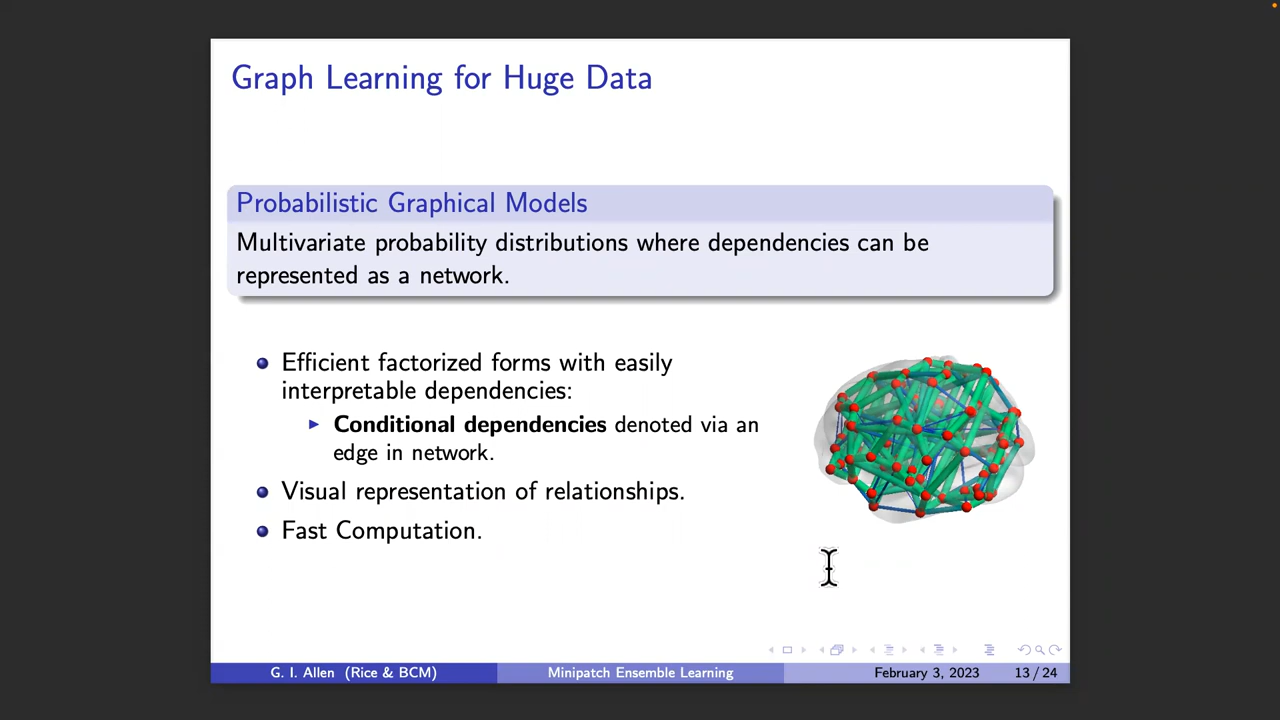 Graph Learning for Huge Data
Probabilistic Graphical Models
Multivariate probability distributions where dependencies can be
represented as a network.
Efficient factorized forms with easily
interpretable dependencies:
Conditional dependencies denoted via an
edge in network.
Visual representation of relationships.
Fast Computation.
G. I. Allen (Rice & BCM) Minipatch Ensemble Learning February 3, 2023 13 / 24